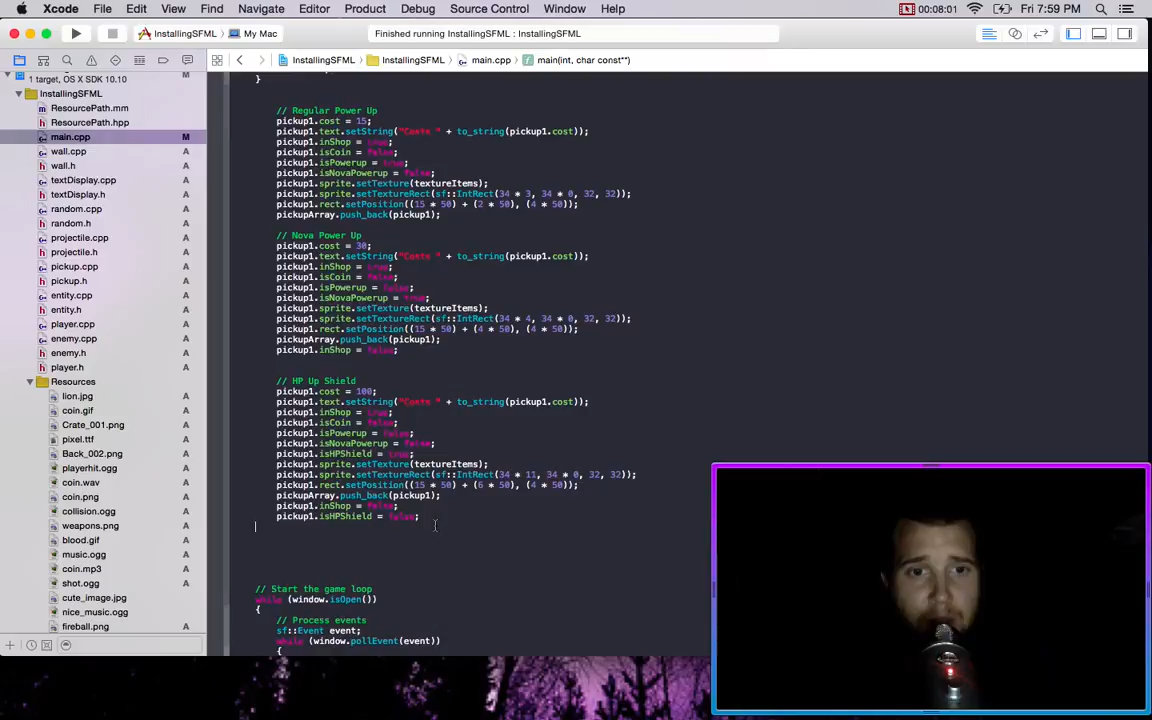 Xcode File Edit View Find Navigate Editor Product Debug Source Control Window Help 00:08:01 Fri 7:59 PM
InstallingSFML My Mac Finished running InstallingSFML : InstallingSFML
InstallingSFML InstallingSFML main.cpp main(int, char const**)
1 target, OS X SDK 10.10 M
InstallingSFML
ResourcePath.mm
ResourcePath.hpp
main.cpp M
wall.cpp A
wall.h A
textDisplay.cpp A
textDisplay.h A
random.cpp A
random.h A
projectile.cpp A
projectile.h A
pickup.cpp A
pickup.h A
entity.cpp A
entity.h A
player.cpp A
enemy.cpp A
enemy.h A
player.h A
Resources
lion.jpg A
coin.gif A
Crate_001.png A
pixel.ttf A
Back_002.png A
playerhit.ogg A
coin.wav A
coin.png A
collision.ogg A
weapons.png A
blood.gif A
music.ogg A
coin.mp3 A
shot.ogg A
cute_image.jpg
nice_music.ogg
fireball.png A
}
// Regular Power Up
pickup1.cost = 15;
pickup1.text.setString("Costs " + to_string(pickup1.cost));
pickup1.inShop = true;
pickup1.isCoin = false;
pickup1.isPowerup = true;
pickup1.isNovaPowerup = false;
pickup1.sprite.setTexture(textureItems);
pickup1.sprite.setTextureRect(sf::IntRect(34 * 3, 34 * 0, 32, 32));
pickup1.rect.setPosition((15 * 50) + (2 * 50), (4 * 50));
pickupArray.push_back(pickup1);
// Nova Power Up
pickup1.cost = 30;
pickup1.text.setString("Costs " + to_string(pickup1.cost));
pickup1.inShop = true;
pickup1.isCoin = false;
pickup1.isPowerup = false;
pickup1.isNovaPowerup = true;
pickup1.sprite.setTexture(textureItems);
pickup1.sprite.setTextureRect(sf::IntRect(34 * 4, 34 * 0, 32, 32));
pickup1.rect.setPosition((15 * 50) + (4 * 50), (4 * 50));
pickupArray.push_back(pickup1);
pickup1.inShop = false;
// HP Up Shield
pickup1.cost = 100;
pickup1.text.setString("Costs " + to_string(pickup1.cost));
pickup1.inShop = true;
pickup1.isCoin = false;
pickup1.isPowerup = false;
pickup1.isNovaPowerup = false;
pickup1.isHPShield = true;
pickup1.sprite.setTexture(textureItems);
pickup1.sprite.setTextureRect(sf::IntRect(34 * 11, 34 * 0, 32, 32));
pickup1.rect.setPosition((15 * 50) + (6 * 50), (4 * 50));
pickupArray.push_back(pickup1);
pickup1.inShop = false;
pickup1.isHPShield = false;
// Start the game loop
while (window.isOpen())
{
// Process events
sf::Event event;
while (window.pollEvent(event))
{